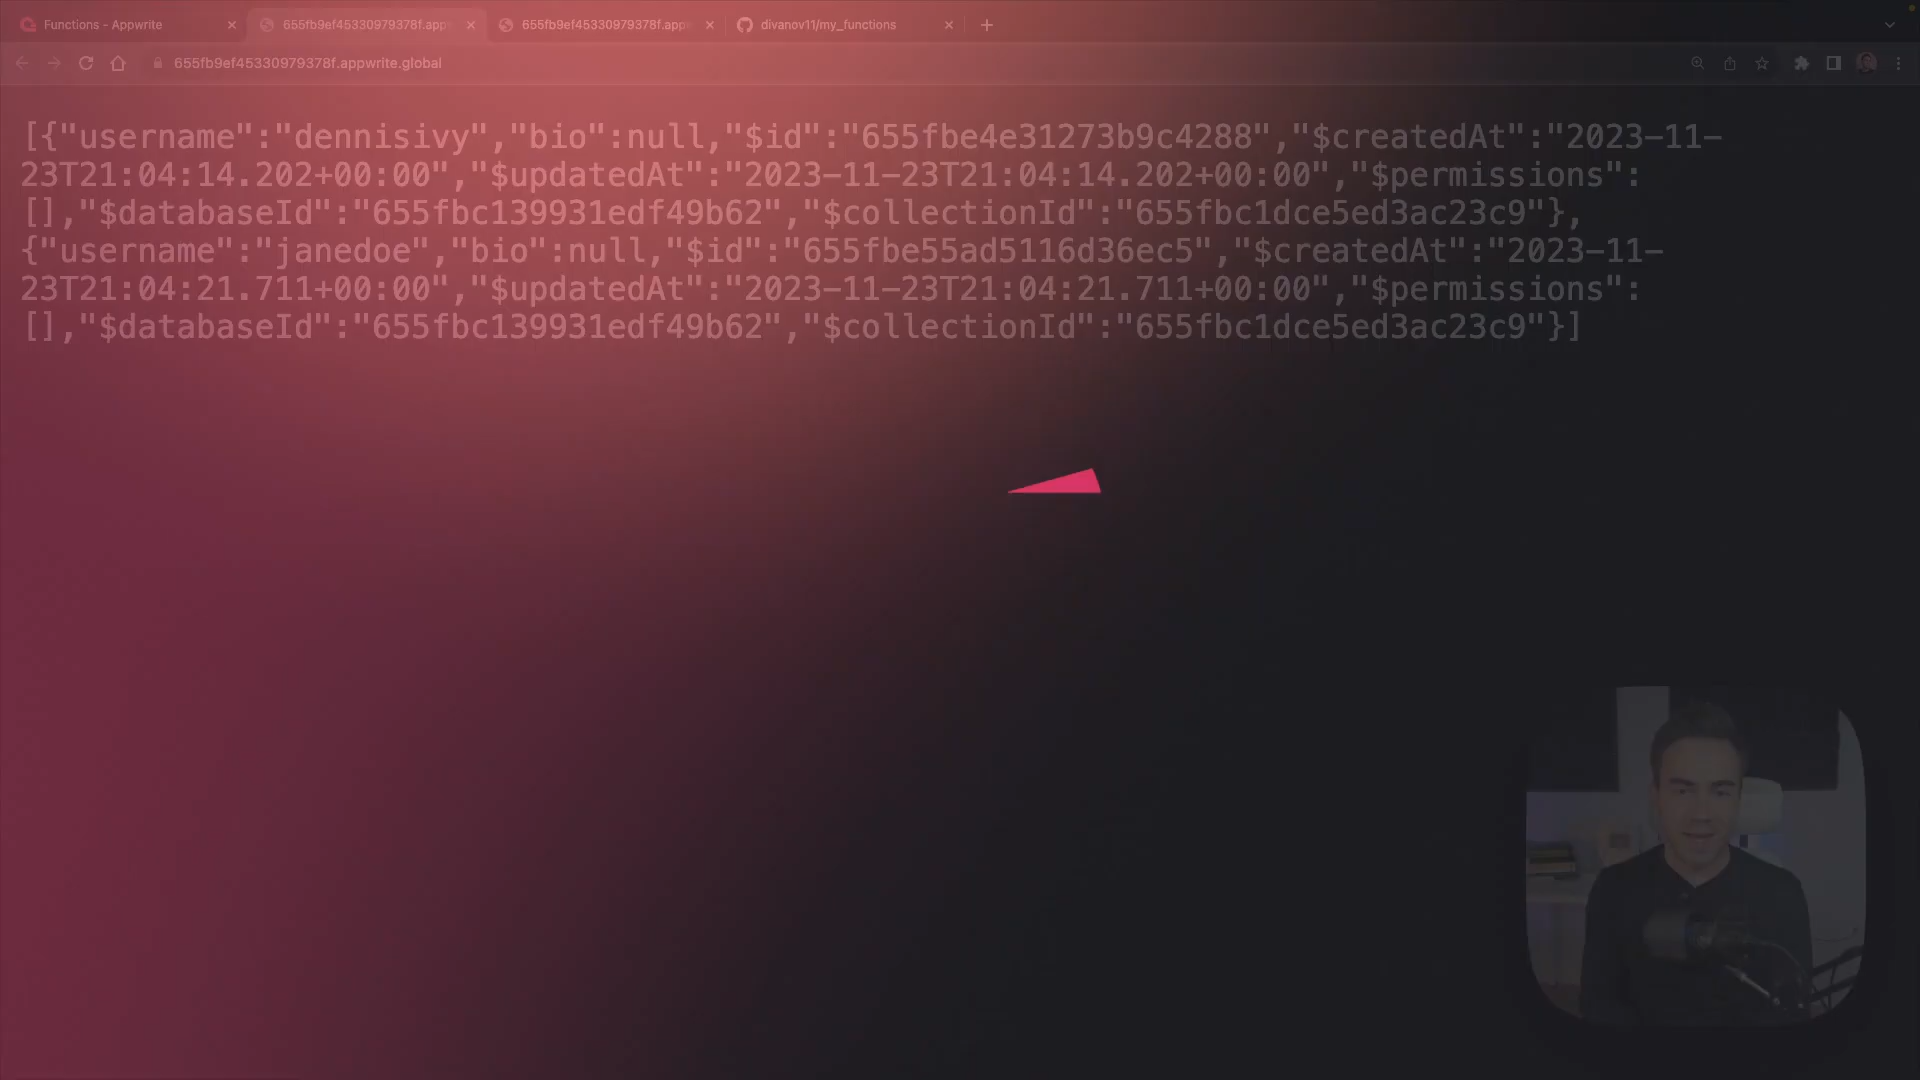 Functions - Appwrite
655fb9ef45330979378f.appw
655fb9ef45330979378f.appw
divanov11/my_functions
655fb9ef45330979378f.appwrite.global
[{"username":"dennisivy","bio":null,"$id":"655fbe4e31273b9c4288","$createdAt":"2023-11-
23T21:04:14.202+00:00","$updatedAt":"2023-11-23T21:04:14.202+00:00","$permissions":
[],"$databaseId":"655fbc139931edf49b62","$collectionId":"655fbc1dce5ed3ac23c9"},
{"username":"janedoe","bio":null,"$id":"655fbe55ad5116d36ec5","$createdAt":"2023-11-
23T21:04:21.711+00:00","$updatedAt":"2023-11-23T21:04:21.711+00:00","$permissions":
[],"$databaseId":"655fbc139931edf49b62","$collectionId":"655fbc1dce5ed3ac23c9"}]